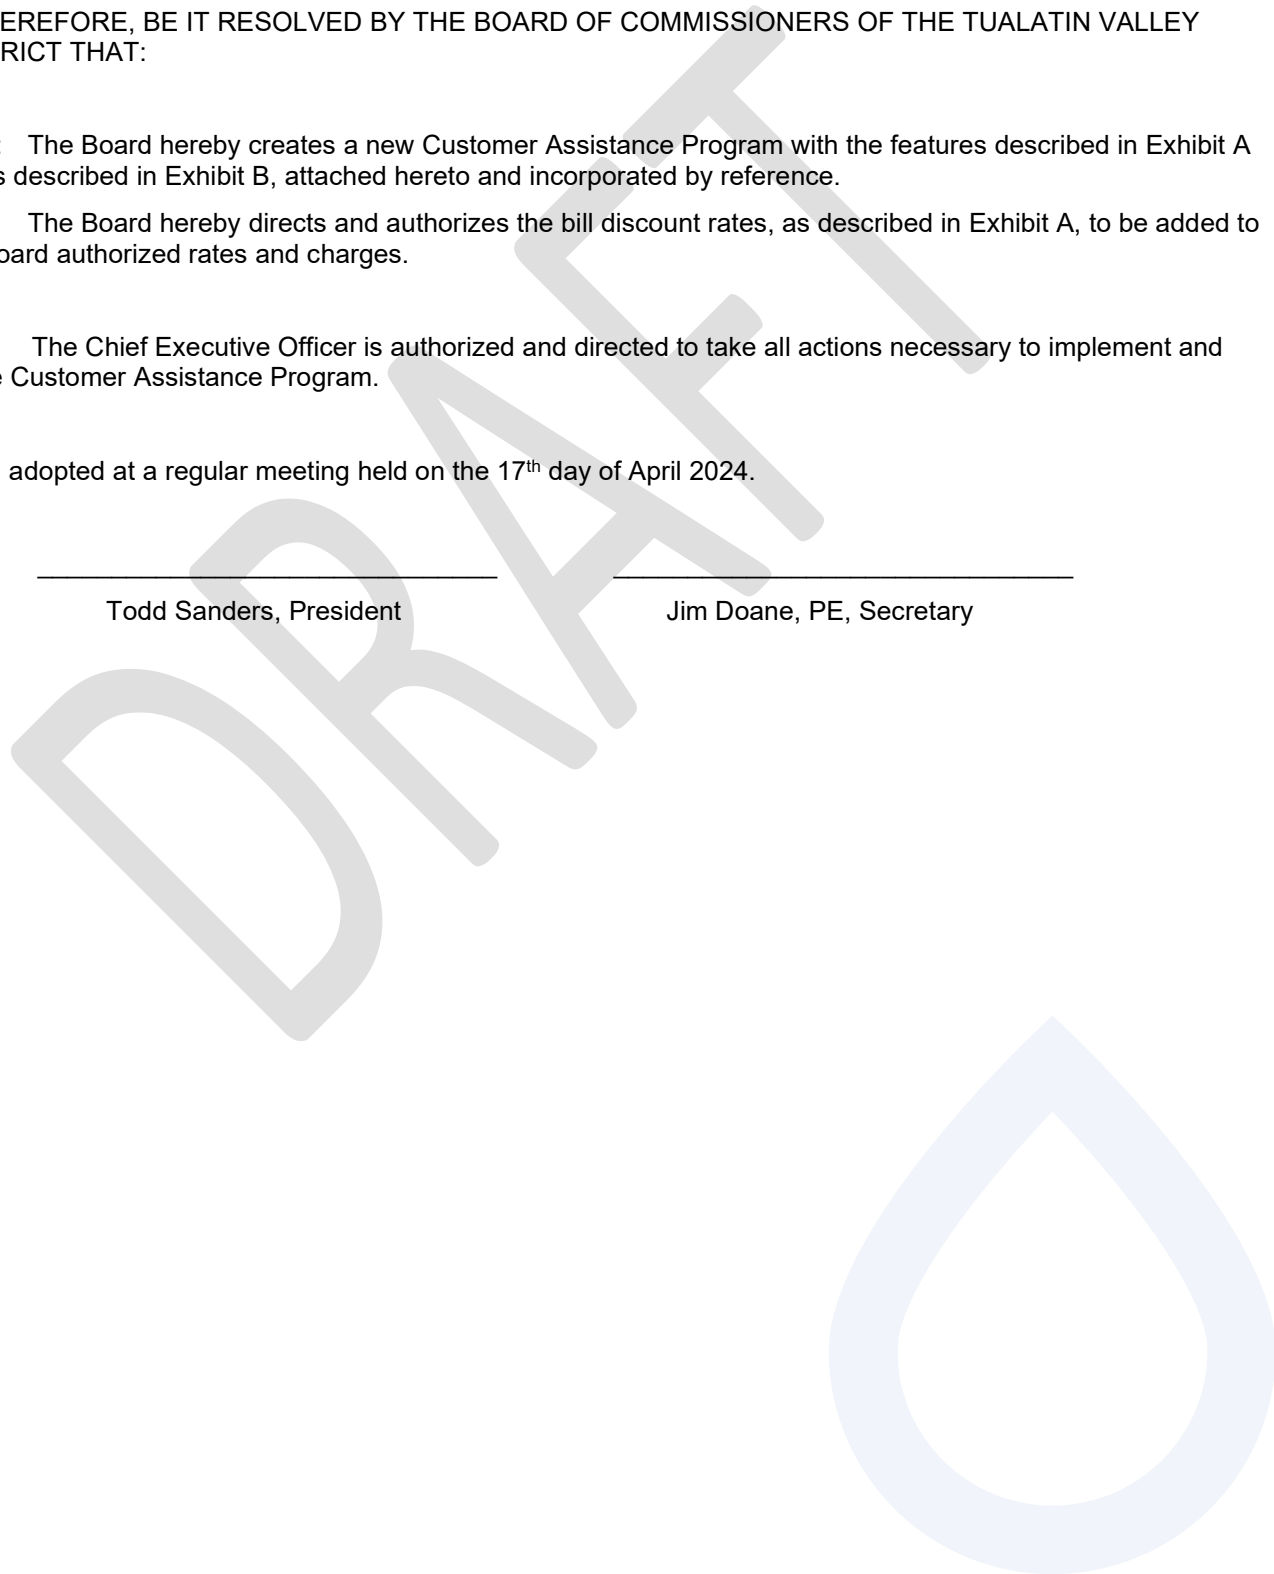 EREFORE, BE IT RESOLVED BY THE BOARD OF COMMISSIONERS OF THE TUALATIN VALLEY
RICT THAT:
: The Board hereby creates a new Customer Assistance Program with the features described in Exhibit A
s described in Exhibit B, attached hereto and incorporated by reference.
The Board hereby directs and authorizes the bill discount rates, as described in Exhibit A, to be added to
oard authorized rates and charges.
The Chief Executive Officer is authorized and directed to take all actions necessary to implement and
e Customer Assistance Program.
adopted at a regular meeting held on the 17th day of April 2024.
Todd Sanders, President Jim Doane, PE, Secretary
DRAFT